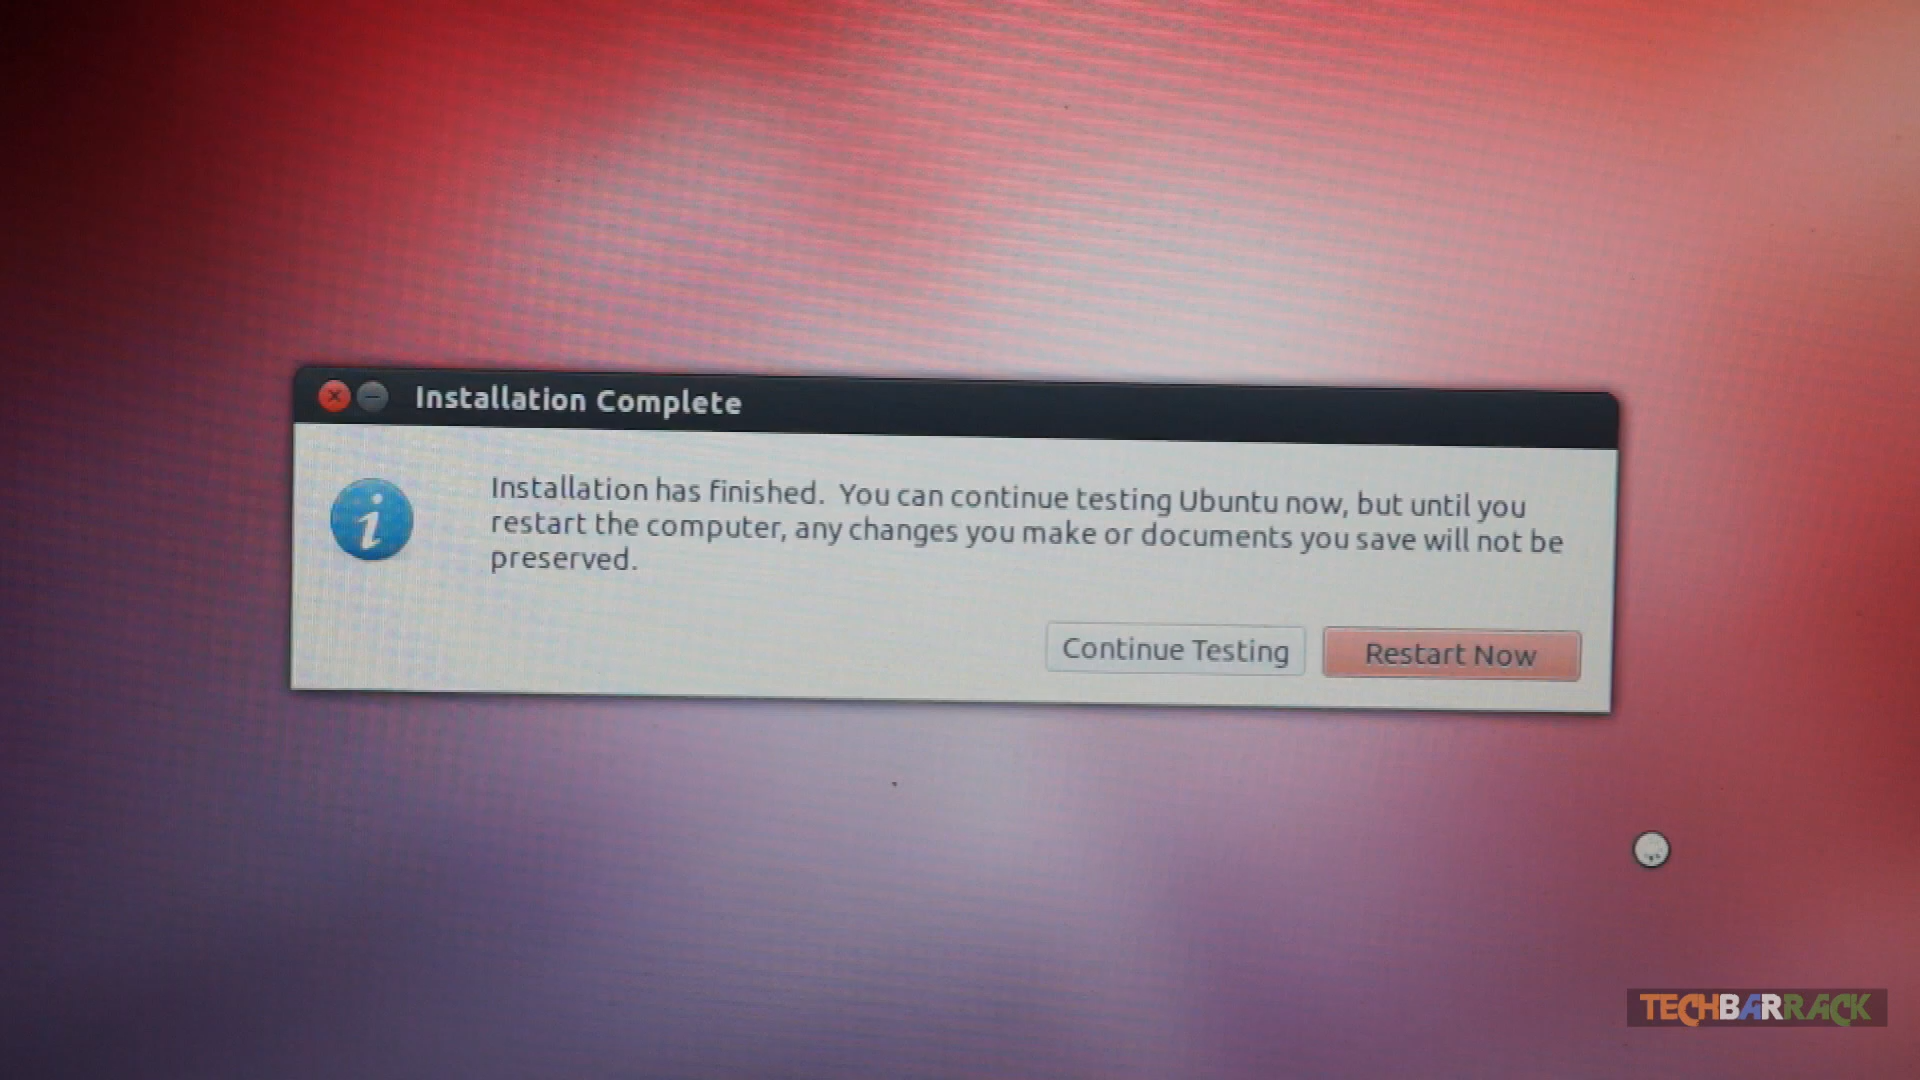 Installation Complete
Installation has finished.  You can continue testing Ubuntu now, but until you
restart the computer, any changes you make or documents you save will not be
preserved.
Continue Testing
Restart Now
TECHBARRACK